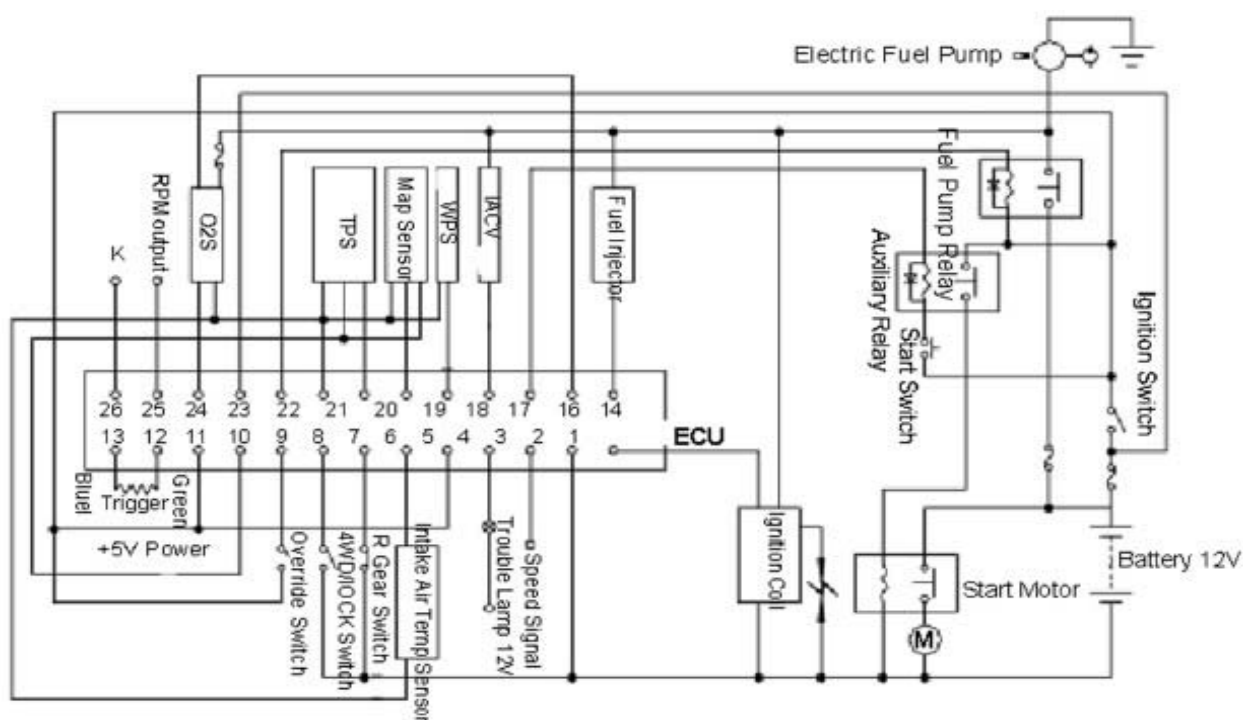 Electric Fuel Pump
Fuel Pump Relay
Auxiliary Relay
Start Switch
Ignition Switch
RPM output
K
O2S
TPS
Map Sensor
WPS
IACV
Fuel Injector
26 25 24 23 22 21 20 19 18 17 16 14
13 12 11 10 9 8 7 6 5 4 3 2 1
ECU
Bluel
Trigger
Green
+5V Power
Override Switch
4WD/lOCK Switch
R Gear Switch
Intake Air Temp Sensor
Trouble Lamp 12V
Speed Signal
Ignition Coil
Start Motor
M
Battery 12V